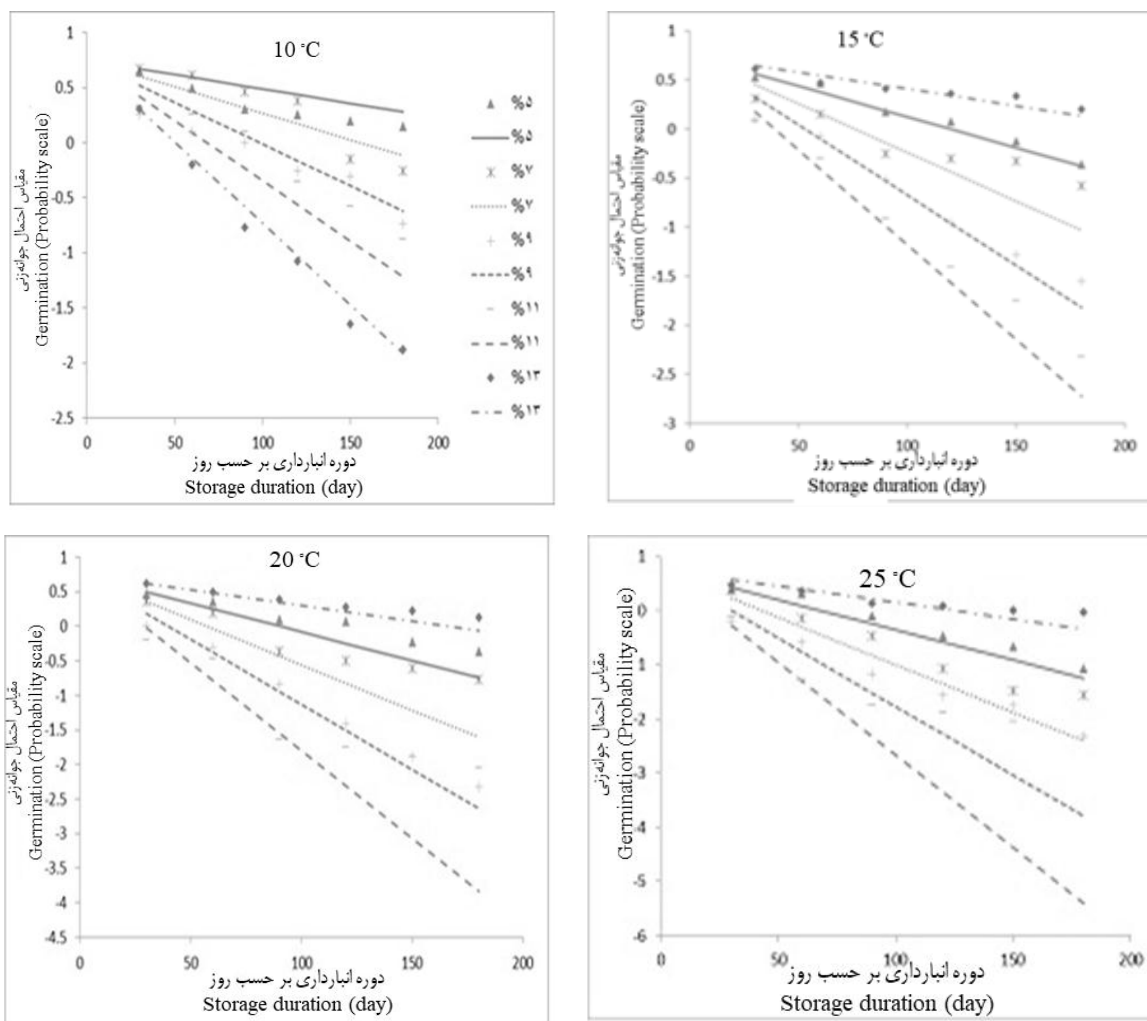 10 °C
1
0.5
0
-0.5
-1
-1.5
-2
-2.5
0 50 100 150 200
مقیاس احتمال جوانه‌زنی
Germination (Probability scale)
دوره انبارداری بر حسب روز
Storage duration (day)
%۵
%۵
%۷
%۷
%۹
%۹
%۱۱
%۱۱
%۱۳
%۱۳
15 °C
1
0.5
0
-0.5
-1
-1.5
-2
-2.5
-3
0 50 100 150 200
مقیاس احتمال جوانه‌زنی
Germination (Probability scale)
دوره انبارداری بر حسب روز
Storage duration (day)
20 °C
1
0.5
0
-0.5
-1
-1.5
-2
-2.5
-3
-3.5
-4
-4.5
0 50 100 150 200
مقیاس احتمال جوانه‌زنی
Germination (Probability scale)
دوره انبارداری بر حسب روز
Storage duration (day)
25 °C
1
0
-1
-2
-3
-4
-5
-6
0 50 100 150 200
مقیاس احتمال جوانه‌زنی
Germination (Probability scale)
دوره انبارداری بر حسب روز
Storage duration (day)